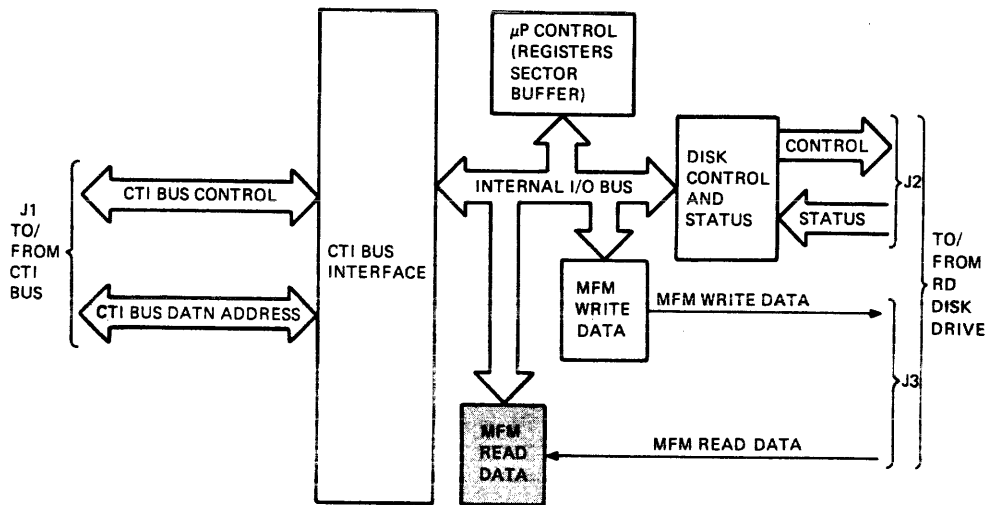 μP CONTROL
(REGISTERS
SECTOR
BUFFER)
DISK
CONTROL
AND
STATUS
CONTROL
STATUS
J2
J1
TO/
FROM
CTI
BUS
CTI BUS CONTROL
CTI BUS DATN ADDRESS
CTI BUS
INTERFACE
INTERNAL I/O BUS
MFM
WRITE
DATA
MFM WRITE DATA
TO/
FROM
RD
DISK
DRIVE
J3
MFM
READ
DATA
MFM READ DATA